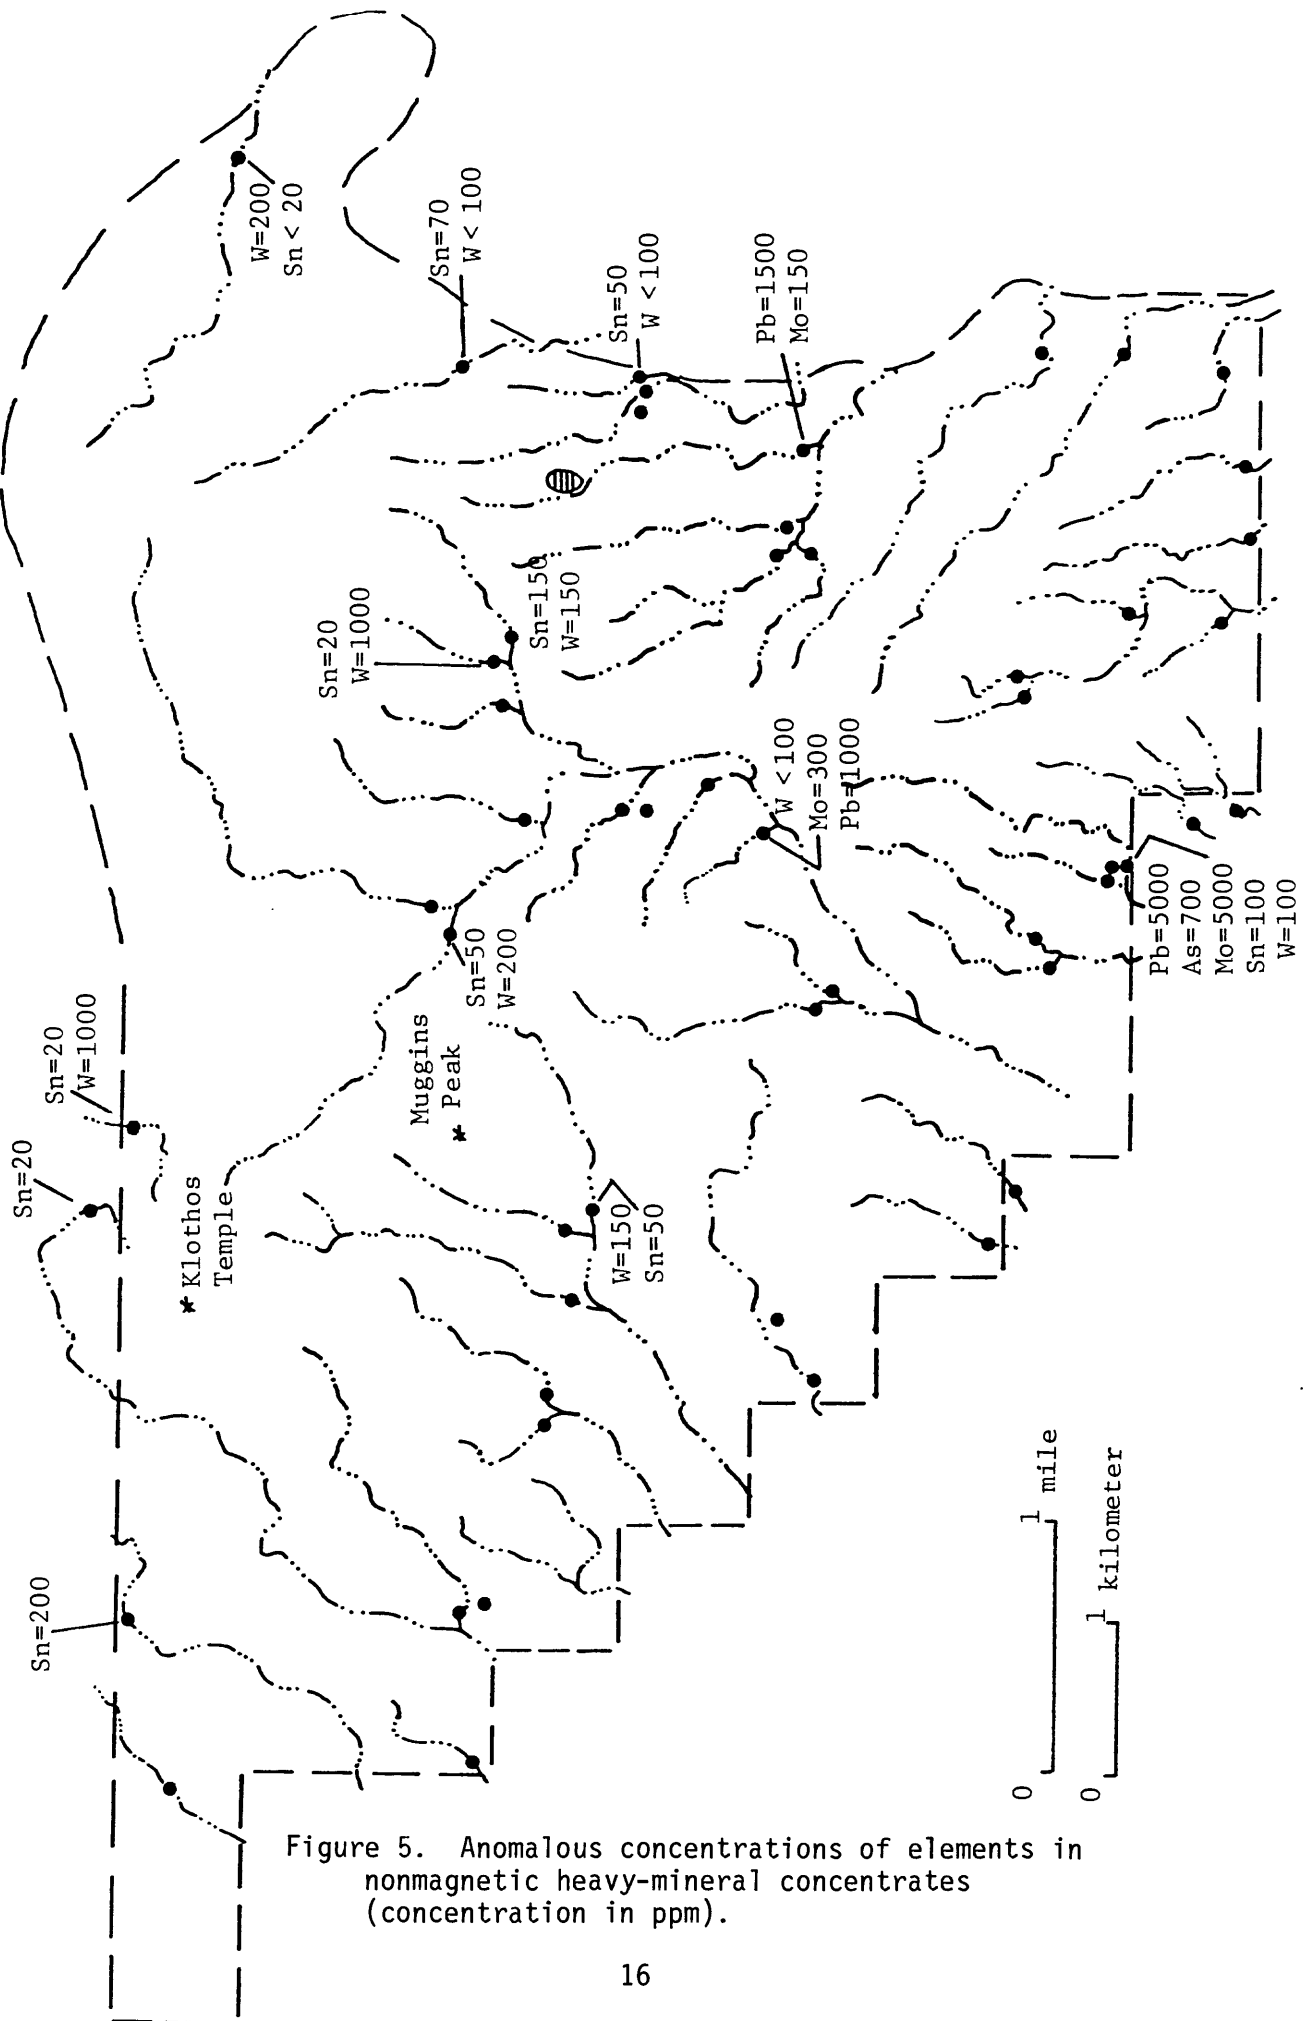 W=200
Sn < 20
Sn=70
W < 100
Sn=50
W <100
Pb=1500
Mo=150
Sn=20
W=1000
Sn=150
W=150
W <100
Mo=300
Pb=1000
Sn=50
W=200
Pb=5000
As=700
Mo=5000
Sn=100
W=100
Sn=20
W=1000
Sn=20
Muggins
* Peak
* Klothos
Temple
W=150
Sn=50
Sn=200
0
1 mile
0
1 kilometer
Figure 5. Anomalous concentrations of elements in
nonmagnetic heavy-mineral concentrates
(concentration in ppm).
16